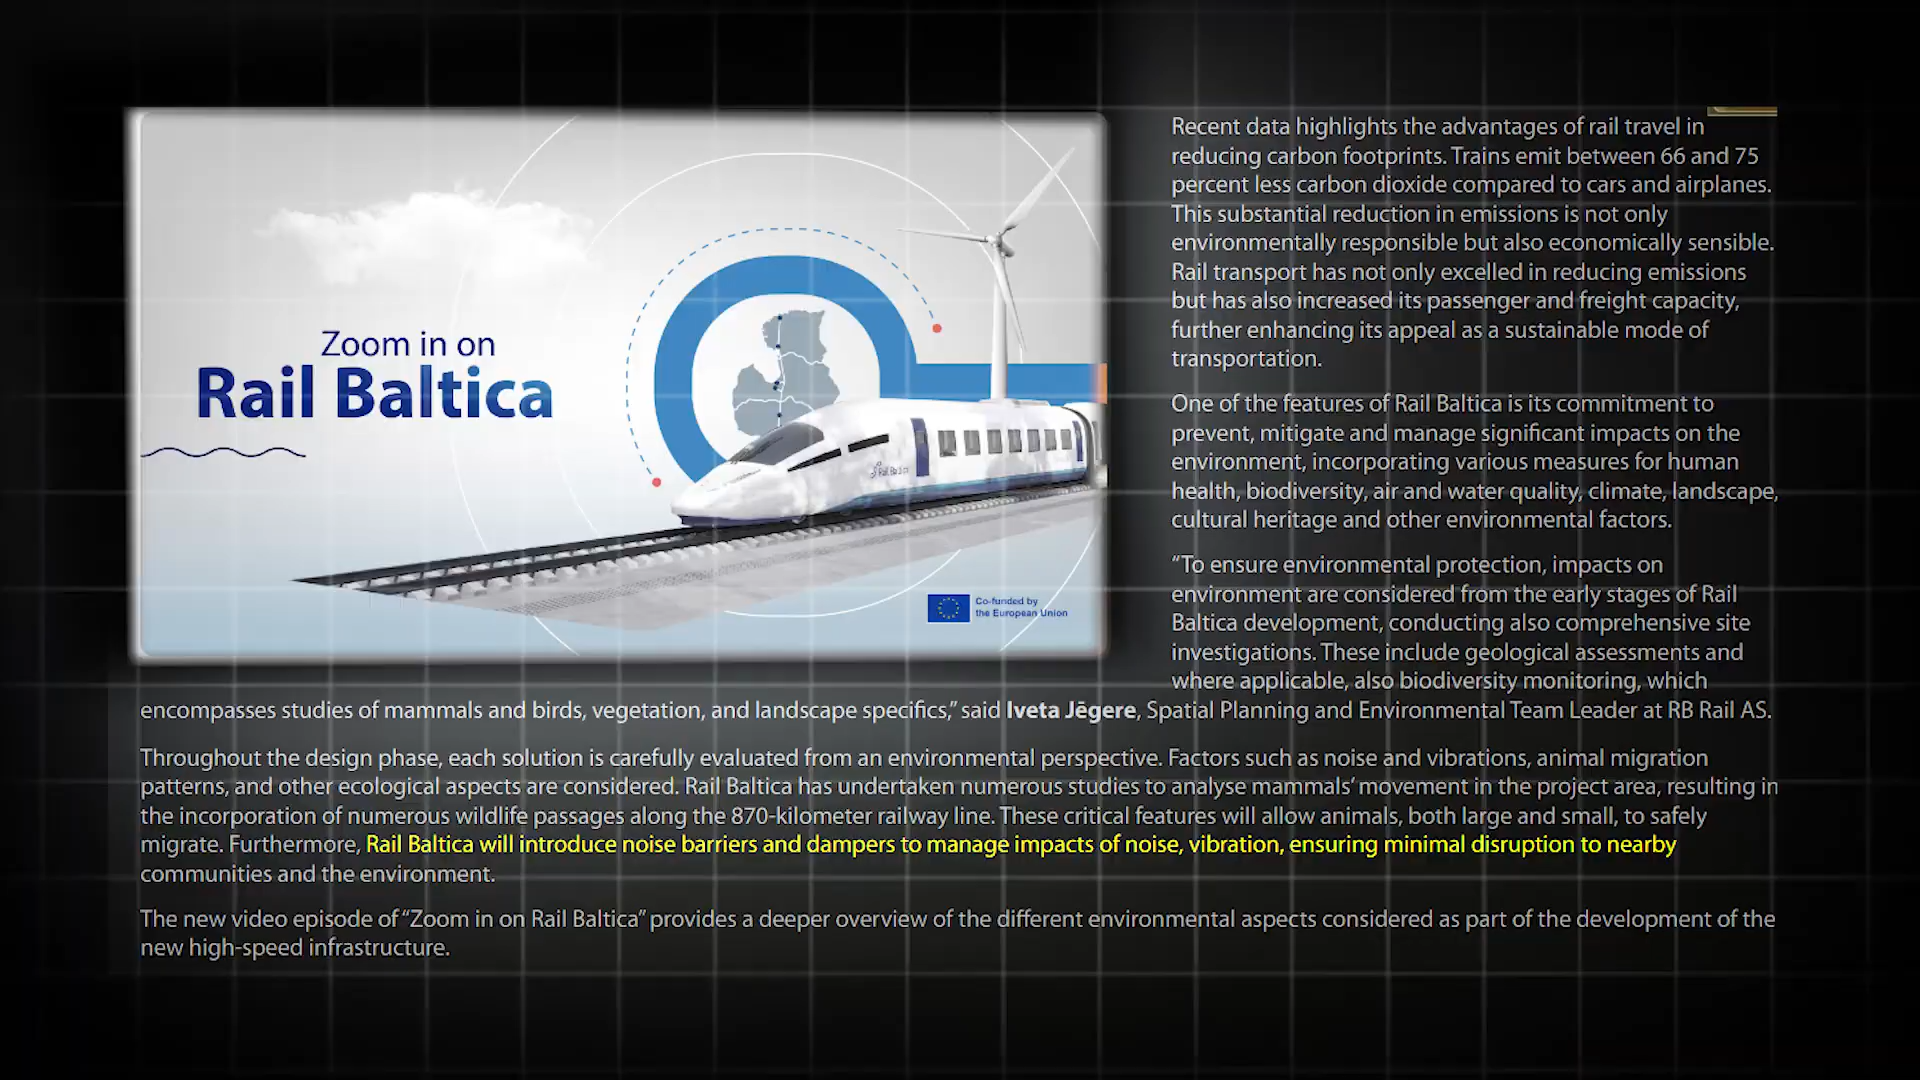 Zoom in on
Rail Baltica
Rail Baltica
Co-funded by
the European Union
Recent data highlights the advantages of rail travel in
reducing carbon footprints. Trains emit between 66 and 75
percent less carbon dioxide compared to cars and airplanes.
This substantial reduction in emissions is not only
environmentally responsible but also economically sensible.
Rail transport has not only excelled in reducing emissions
but has also increased its passenger and freight capacity,
further enhancing its appeal as a sustainable mode of
transportation.
One of the features of Rail Baltica is its commitment to
prevent, mitigate and manage significant impacts on the
environment, incorporating various measures for human
health, biodiversity, air and water quality, climate, landscape,
cultural heritage and other environmental factors.
“To ensure environmental protection, impacts on
environment are considered from the early stages of Rail
Baltica development, conducting also comprehensive site
investigations. These include geological assessments and
where applicable, also biodiversity monitoring, which
encompasses studies of mammals and birds, vegetation, and landscape specifics,” said Iveta Jēgere, Spatial Planning and Environmental Team Leader at RB Rail AS.
Throughout the design phase, each solution is carefully evaluated from an environmental perspective. Factors such as noise and vibrations, animal migration
patterns, and other ecological aspects are considered. Rail Baltica has undertaken numerous studies to analyse mammals’ movement in the project area, resulting in
the incorporation of numerous wildlife passages along the 870-kilometer railway line. These critical features will allow animals, both large and small, to safely
migrate. Furthermore, Rail Baltica will introduce noise barriers and dampers to manage impacts of noise, vibration, ensuring minimal disruption to nearby
communities and the environment.
The new video episode of “Zoom in on Rail Baltica” provides a deeper overview of the different environmental aspects considered as part of the development of the
new high-speed infrastructure.